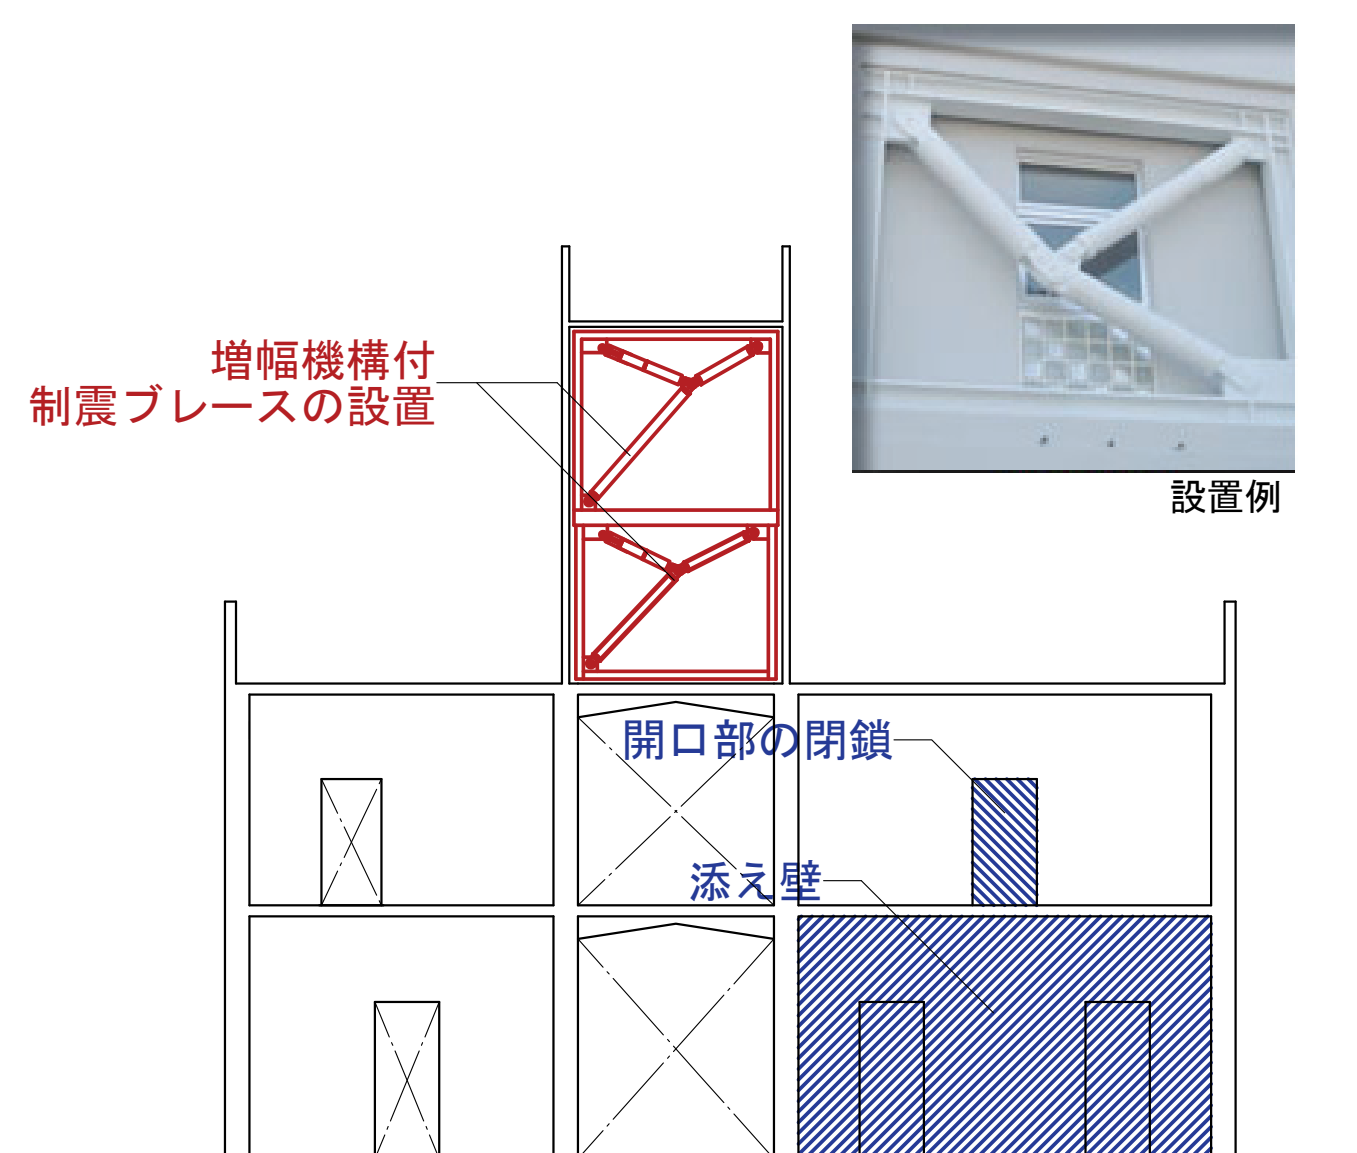 増幅機構付
制震ブレースの設置
設置例
開口部の閉鎖
添え壁